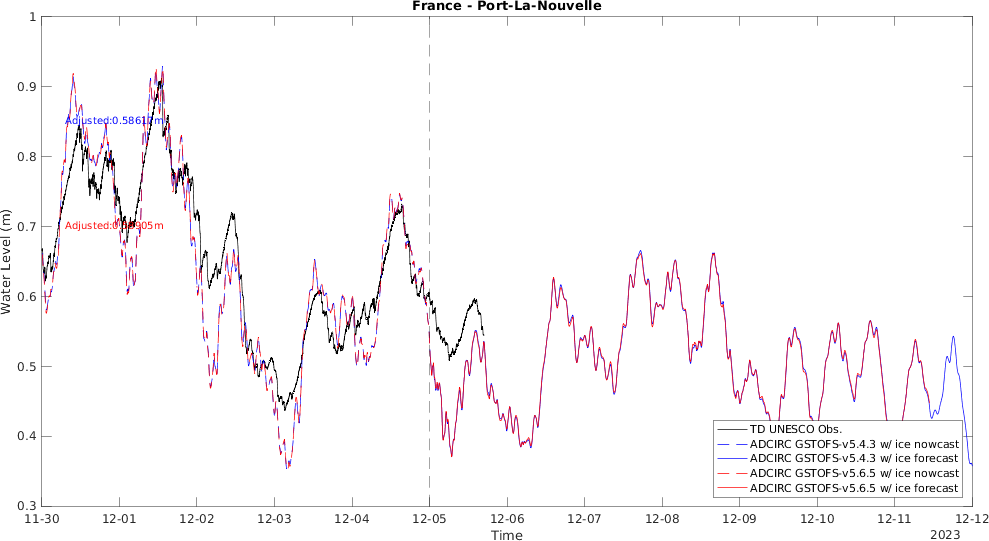 France - Port-La-Nouvelle
1
0.9
0.8
0.7
0.6
0.5
0.4
0.3
Water Level (m)
Adjusted:0.58617m
TD UNESCO Obs.
ADCIRC GSTOFS-v5.4.3 w/ ice nowcast
ADCIRC GSTOFS-v5.4.3 w/ ice forecast
ADCIRC GSTOFS-v5.6.5 w/ ice nowcast
ADCIRC GSTOFS-v5.6.5 w/ ice forecast
11-30 12-01 12-02 12-03 12-04 12-05 12-06 12-07 12-08 12-09 12-10 12-11 12-12
Time
2023